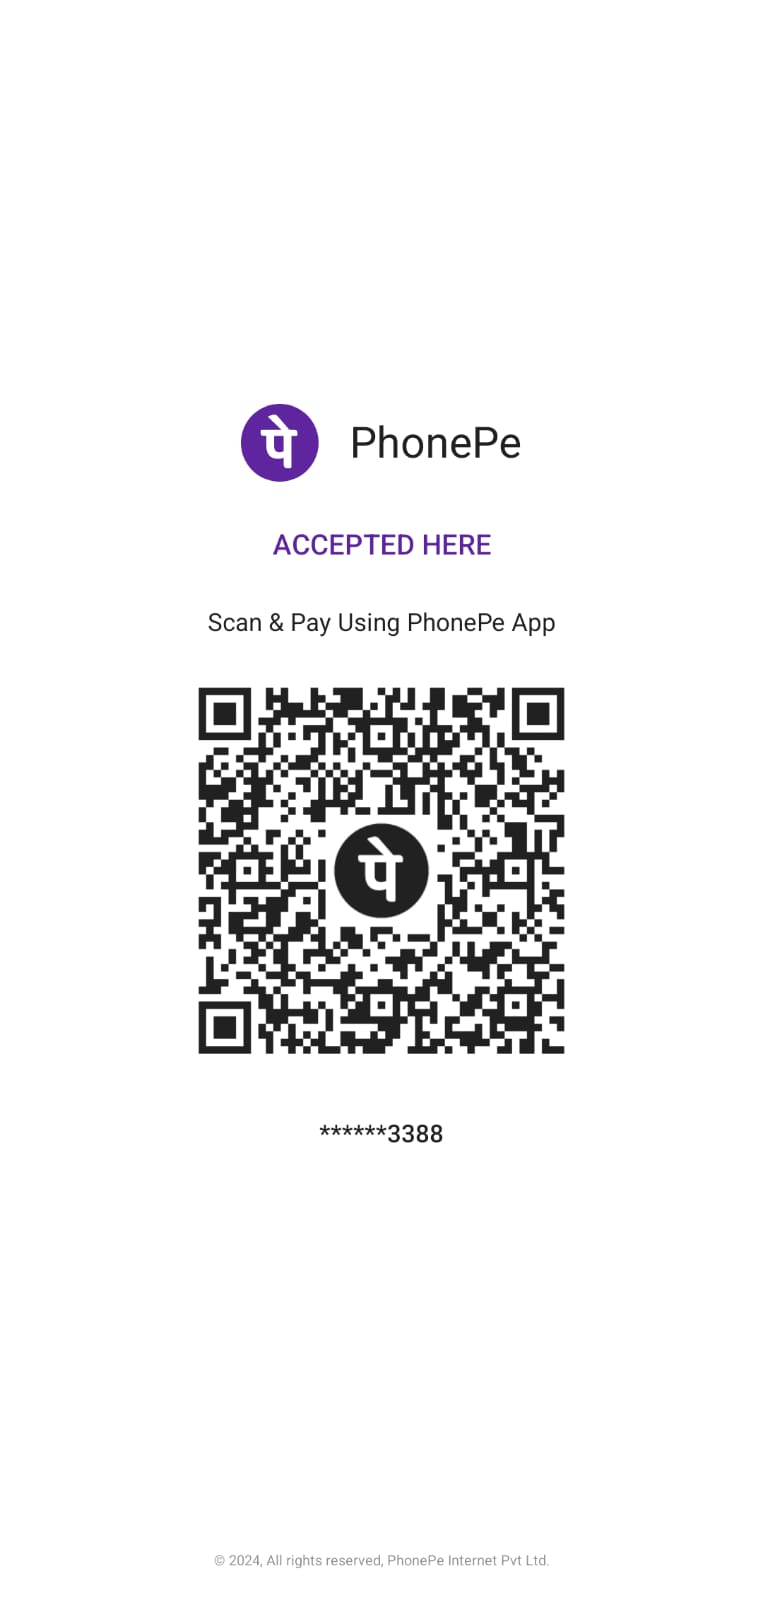 पे PhonePe
ACCEPTED HERE
Scan & Pay Using PhonePe App
पे
******3388
© 2024, All rights reserved, PhonePe Internet Pvt Ltd.